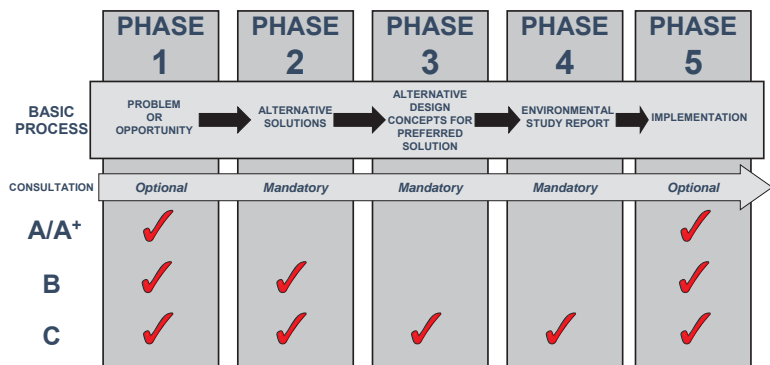 PHASE 1
PHASE 2
PHASE 3
PHASE 4
PHASE 5
BASIC
PROCESS
PROBLEM
OR
OPPORTUNITY
ALTERNATIVE
SOLUTIONS
ALTERNATIVE
DESIGN
CONCEPTS FOR
PREFERRED
SOLUTION
ENVIRONMENTAL
STUDY REPORT
IMPLEMENTATION
CONSULTATION
Optional
Mandatory
Mandatory
Mandatory
Optional
A/A+
B
C